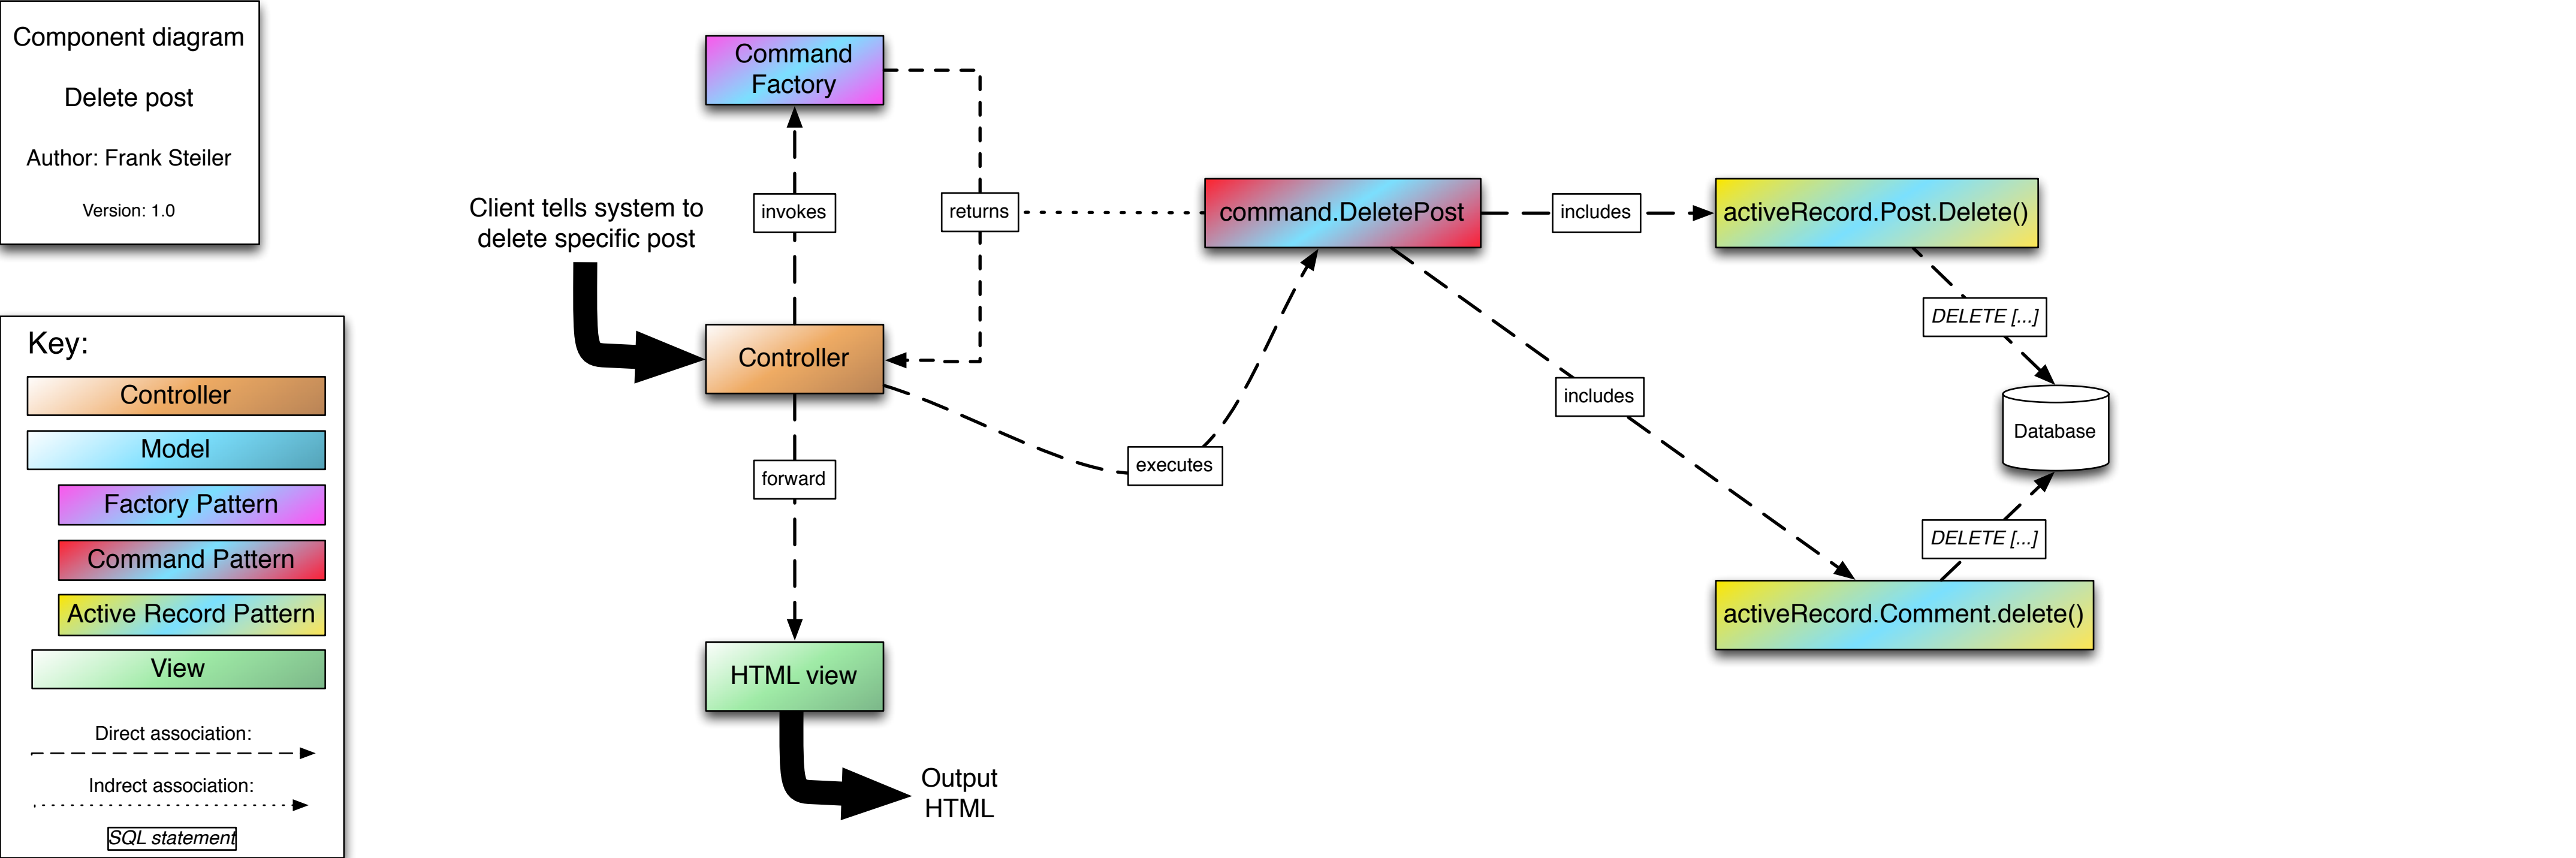 Component diagram
Delete post
Author: Frank Steiler
Version: 1.0
Key:
Controller
Model
Factory Pattern
Command Pattern
Active Record Pattern
View
Direct association:
Indirect association:
SQL statement
Client tells system to
delete specific post
Command
Factory
invokes
returns
Controller
forward
executes
HTML view
Output
HTML
command.DeletePost
includes
includes
activeRecord.Post.Delete()
DELETE [...]
Database
DELETE [...]
activeRecord.Comment.delete()